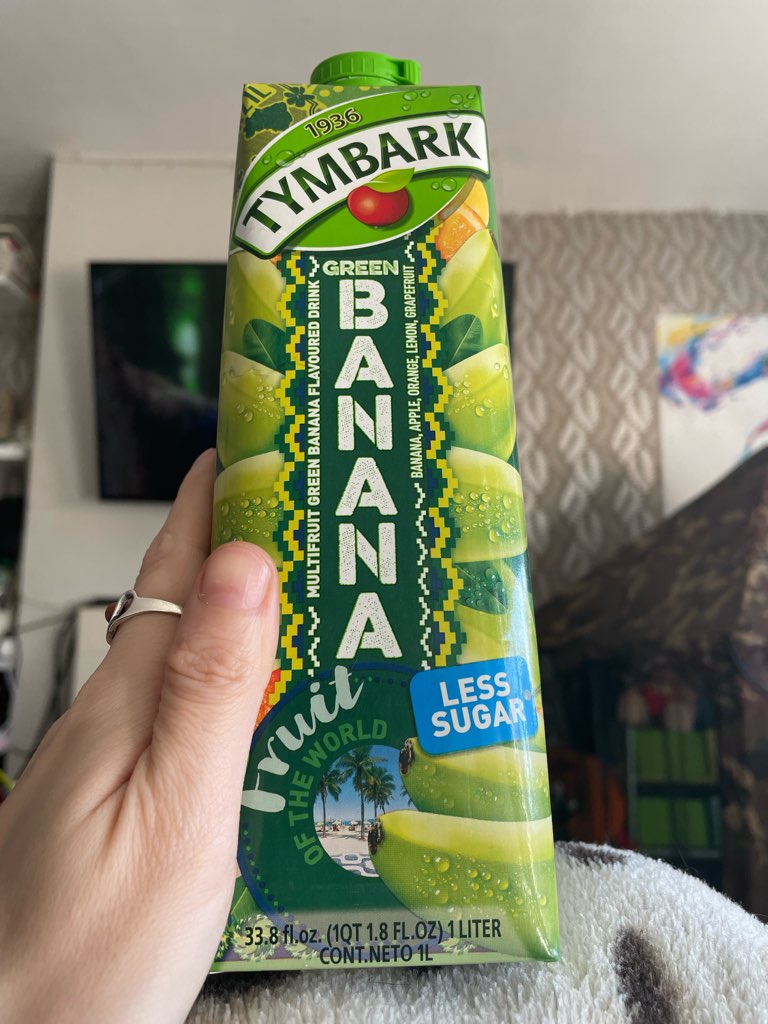 1936
TYMBARK
GREEN
BANANA
MULTIFRUIT GREEN BANANA FLAVOURED DRINK
BANANA, APPLE, ORANGE, LEMON, GRAPEFRUIT
LESS
SUGAR
fruit
OF THE WORLD
33.8 fl.oz. (1QT 1.8 FL.OZ) 1 LITER
CONT.NETO 1L